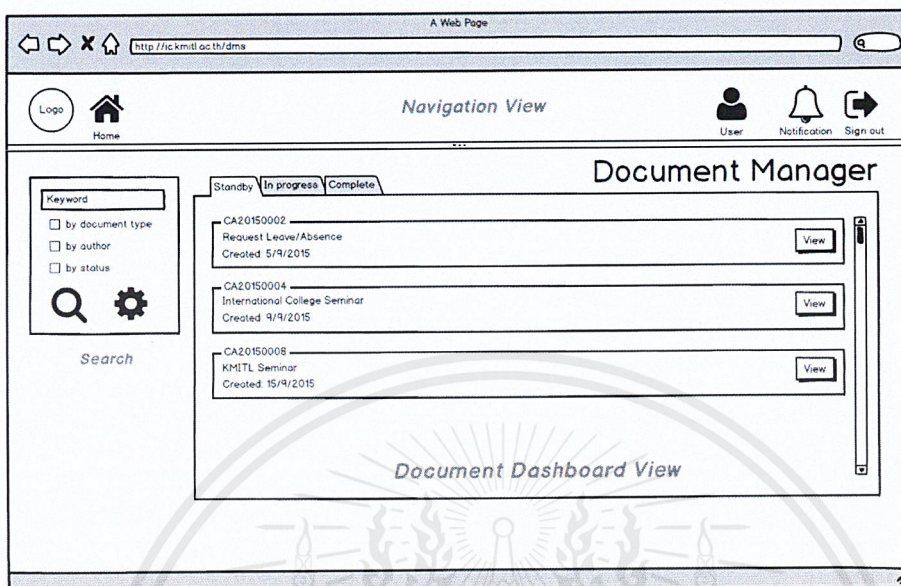 A Web Page
http://ic.kmitl.ac.th/dms
Logo
Home
Navigation View
User
Notification
Sign out
Document Manager
Keyword
by document type
by author
by status
Search
Standby
In progress
Complete
CA20150002
Request Leave/Absence
Created: 5/9/2015
View
CA20150004
International College Seminar
Created: 9/9/2015
View
CA20150008
KMITL Seminar
Created: 15/9/2015
View
Document Dashboard View